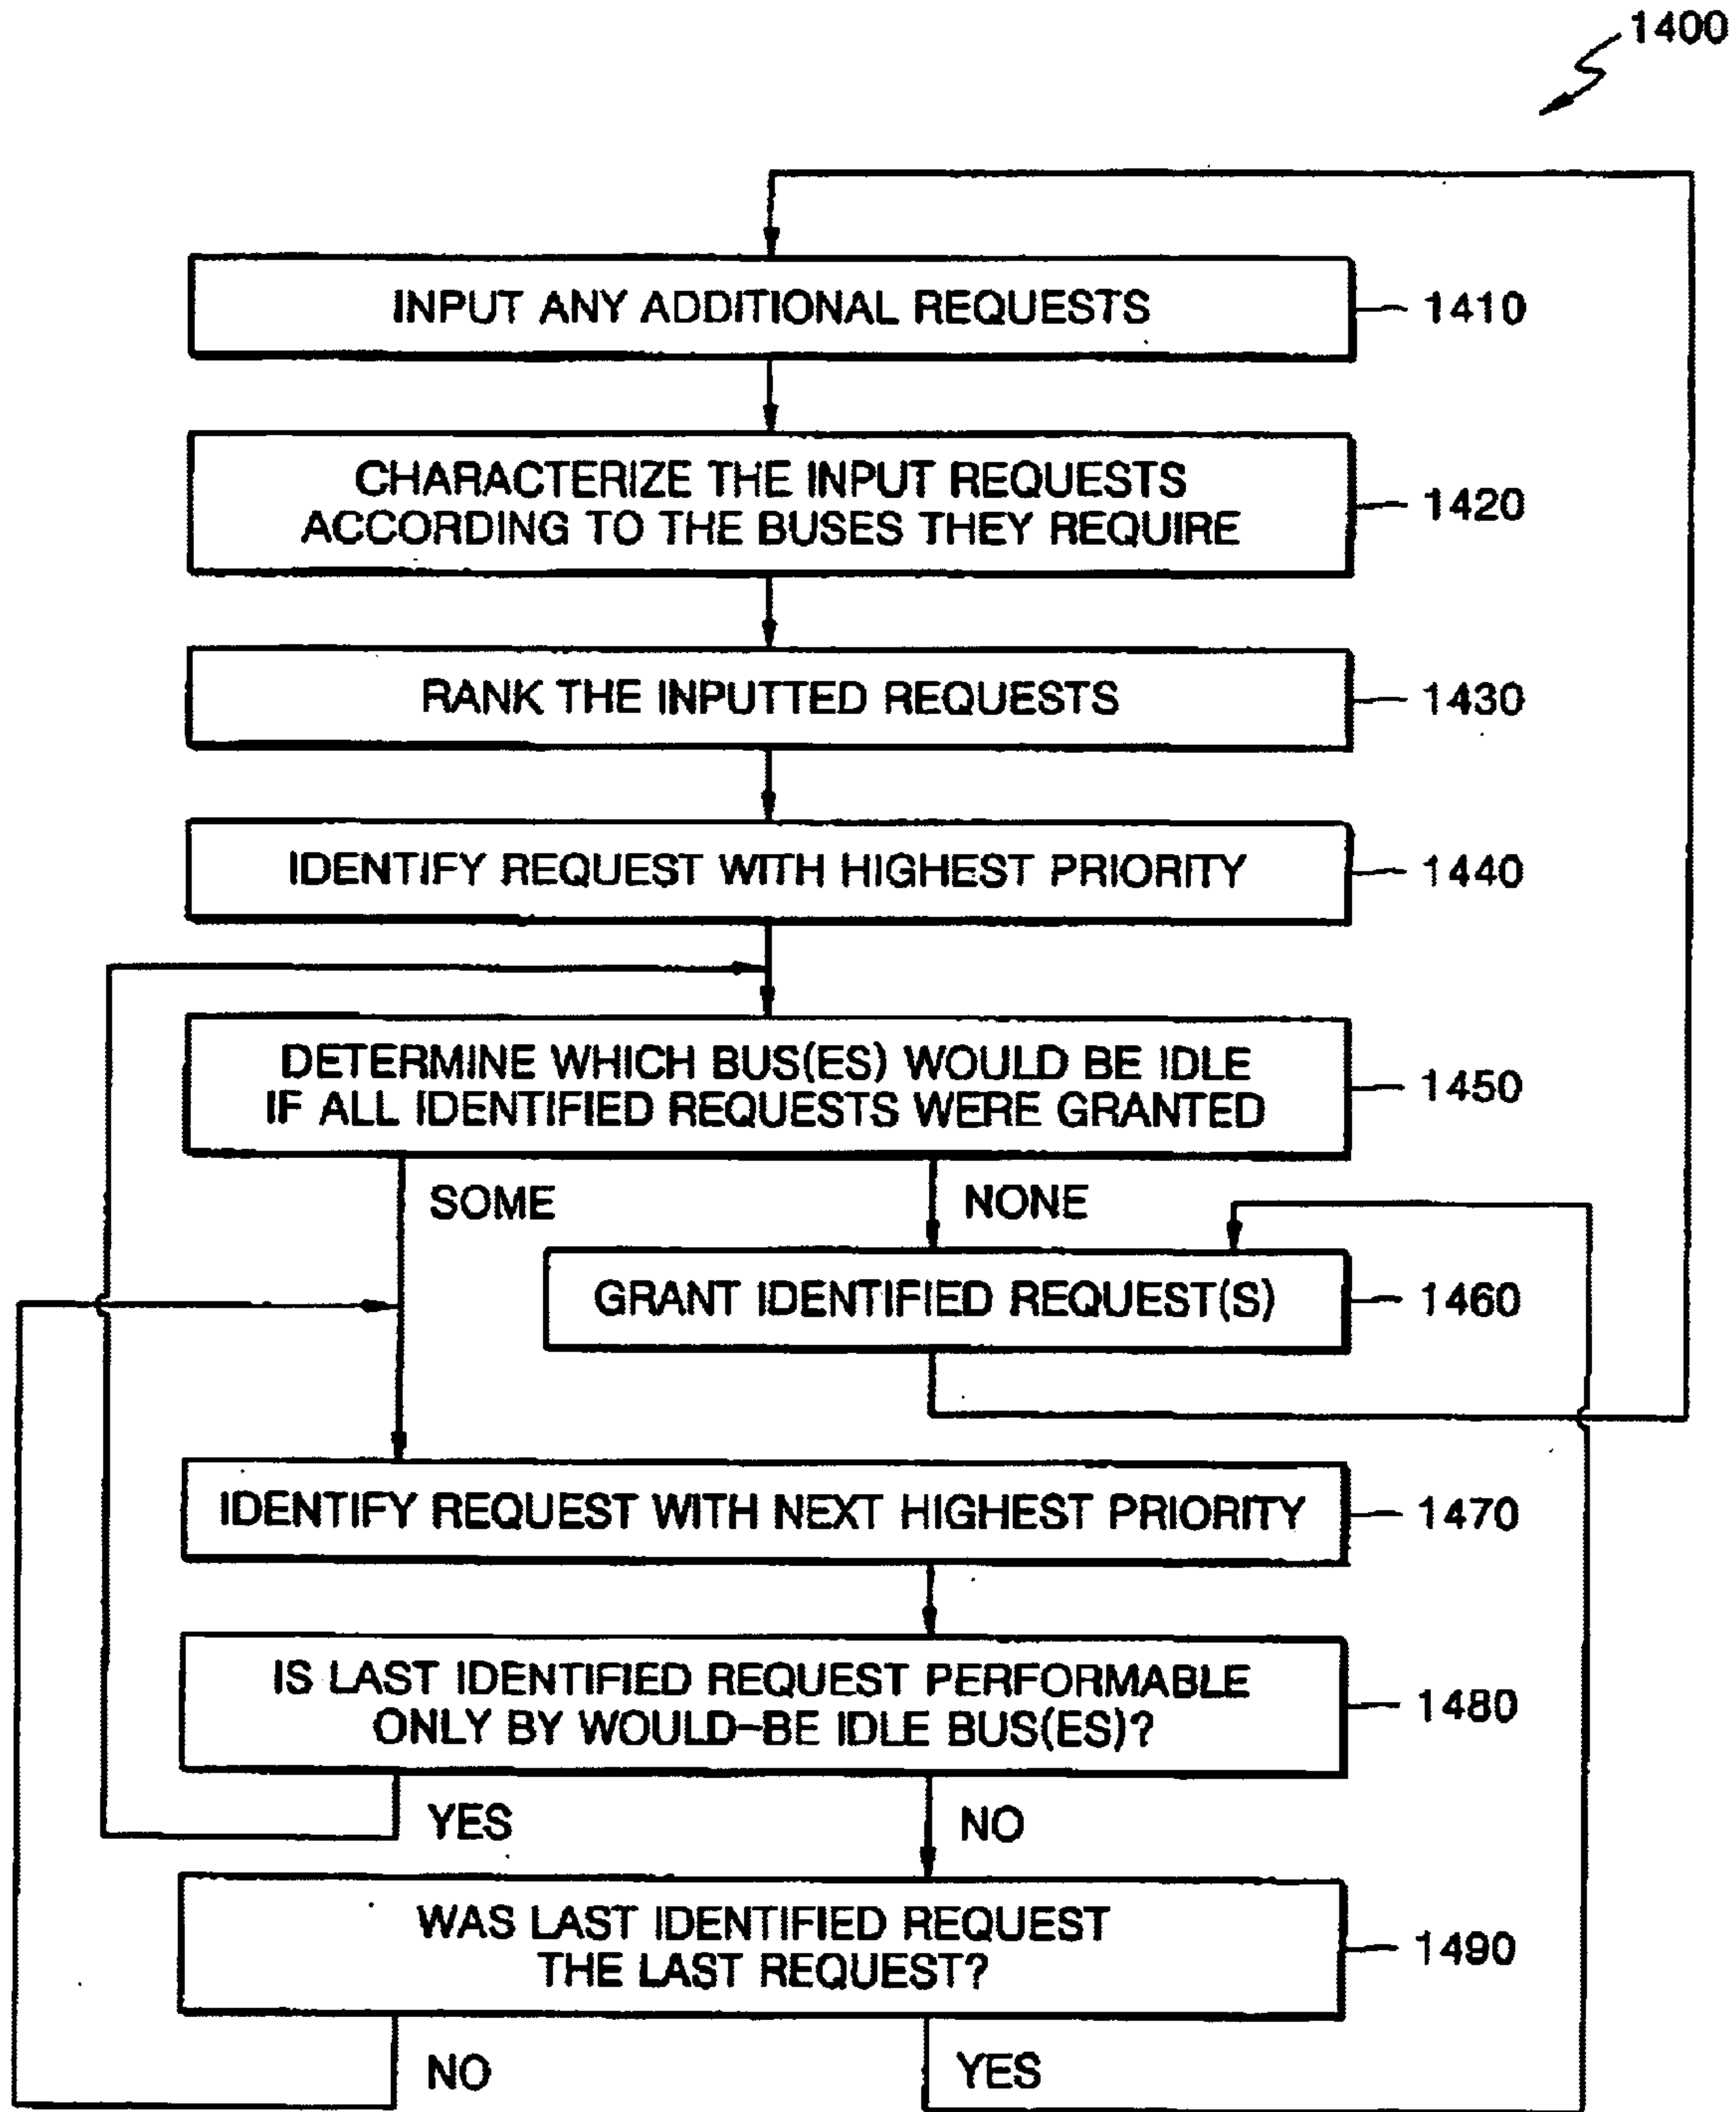 1400
INPUT ANY ADDITIONAL REQUESTS
1410
CHARACTERIZE THE INPUT REQUESTS
ACCORDING TO THE BUSES THEY REQUIRE
1420
RANK THE INPUTTED REQUESTS
1430
IDENTIFY REQUEST WITH HIGHEST PRIORITY
1440
DETERMINE WHICH BUS(ES) WOULD BE IDLE
IF ALL IDENTIFIED REQUESTS WERE GRANTED
1450
SOME
NONE
GRANT IDENTIFIED REQUEST(S)
1460
IDENTIFY REQUEST WITH NEXT HIGHEST PRIORITY
1470
IS LAST IDENTIFIED REQUEST PERFORMABLE
ONLY BY WOULD-BE IDLE BUS(ES)?
1480
YES
NO
WAS LAST IDENTIFIED REQUEST
THE LAST REQUEST?
1490
NO
YES